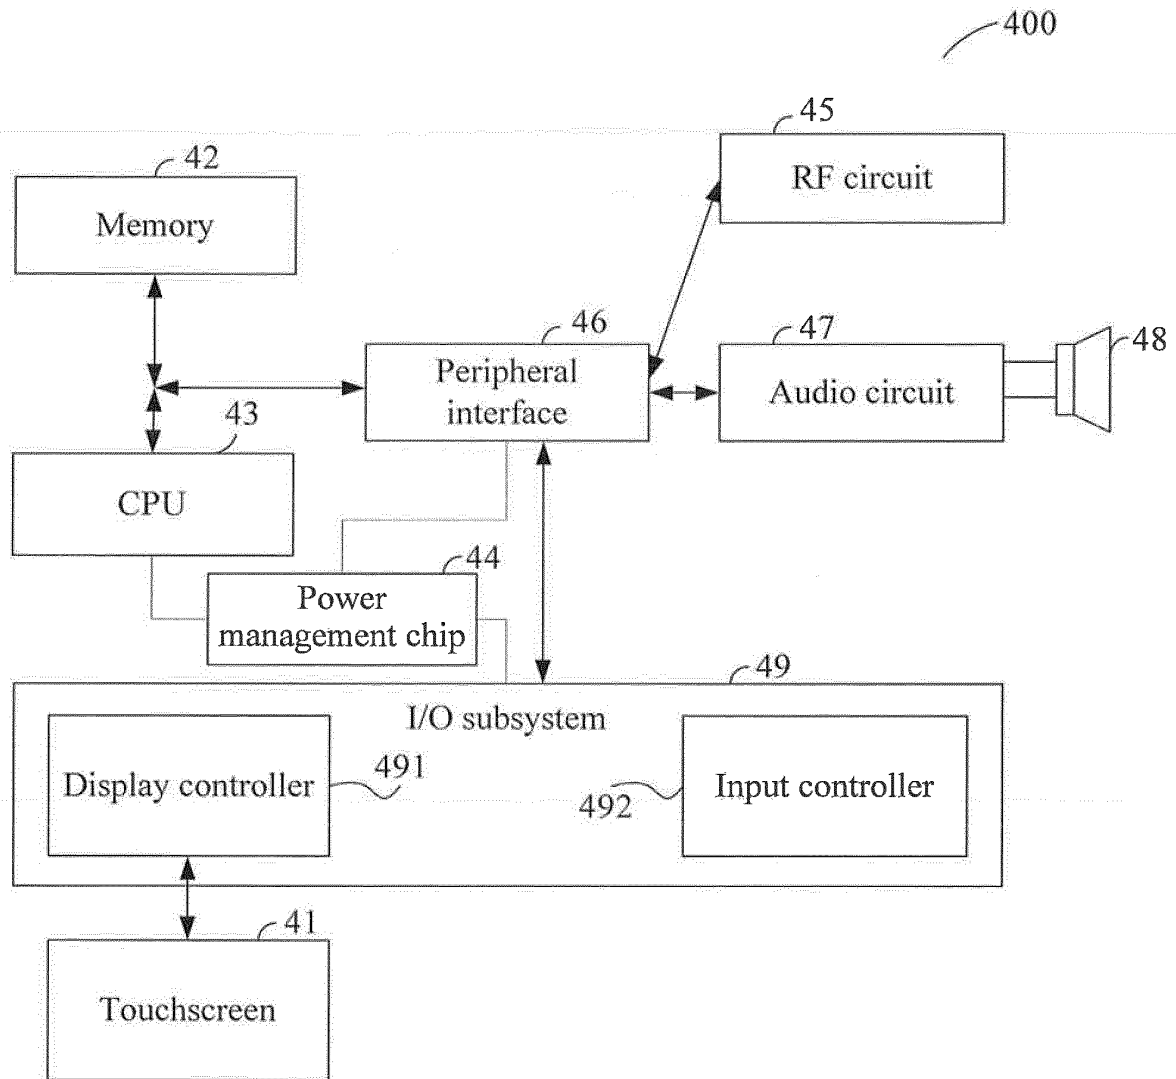 400
45
RF circuit
42
Memory
46
Peripheral
interface
47
Audio circuit
48
43
CPU
44
Power
management chip
49
I/O subsystem
Display controller
491
492
Input controller
41
Touchscreen